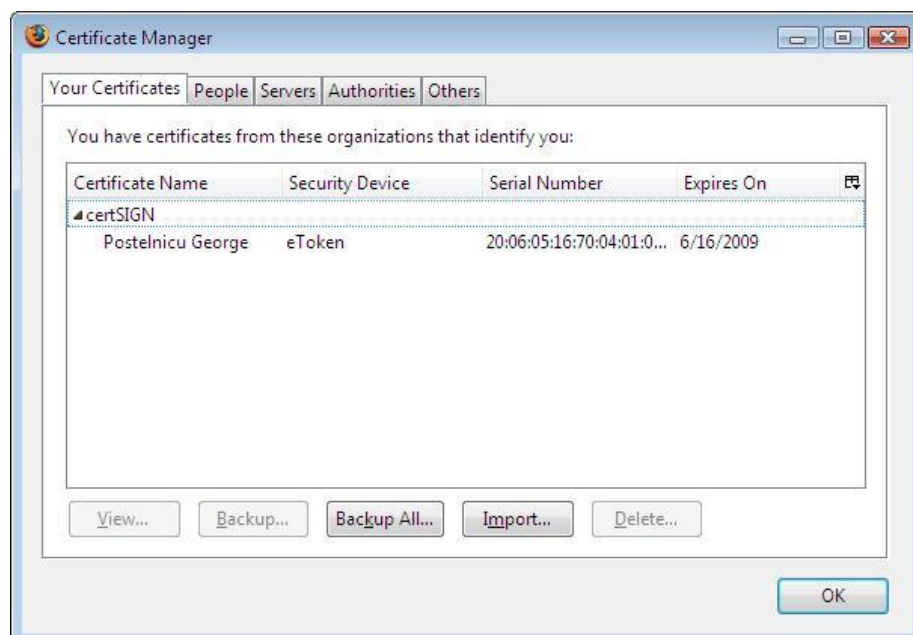 Certificate Manager
Your Certificates People Servers Authorities Others
You have certificates from these organizations that identify you:
Certificate Name Security Device Serial Number Expires On
certSIGN
Postelnicu George eToken 20:06:05:16:70:04:01:0... 6/16/2009
View... Backup... Backup All... Import... Delete...
OK